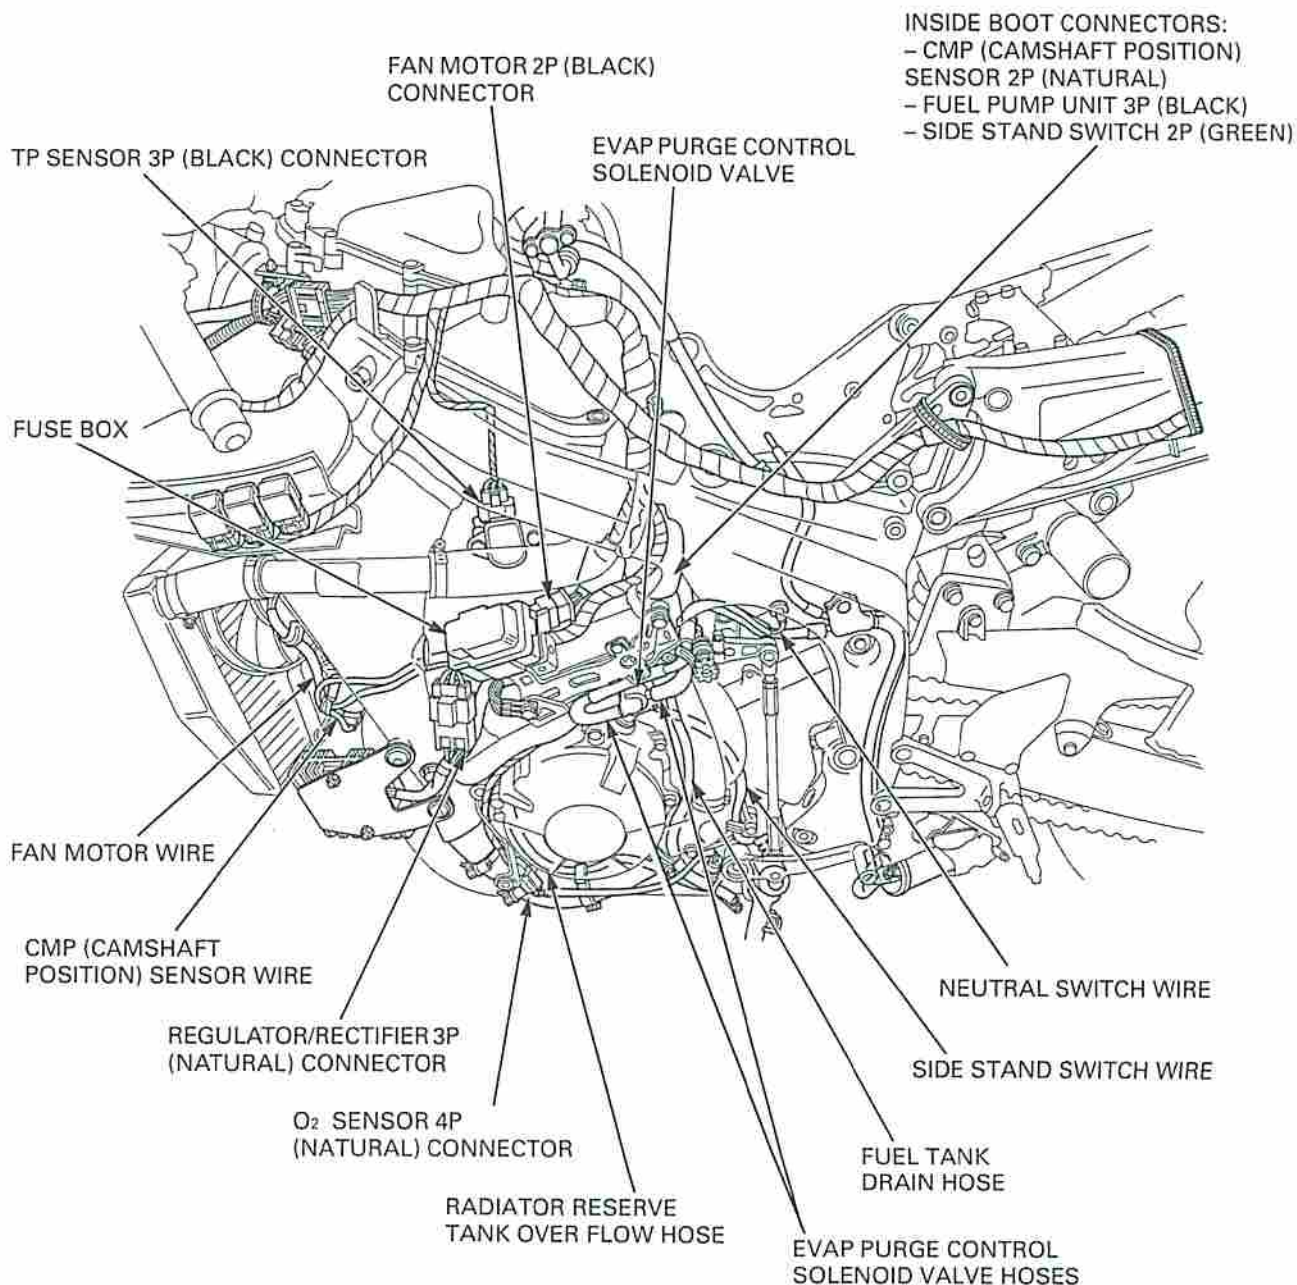 INSIDE BOOT CONNECTORS:
– CMP (CAMSHAFT POSITION)
SENSOR 2P (NATURAL)
– FUEL PUMP UNIT 3P (BLACK)
– SIDE STAND SWITCH 2P (GREEN)
FAN MOTOR 2P (BLACK)
CONNECTOR
EVAP PURGE CONTROL
SOLENOID VALVE
TP SENSOR 3P (BLACK) CONNECTOR
FUSE BOX
FAN MOTOR WIRE
CMP (CAMSHAFT
POSITION) SENSOR WIRE
REGULATOR/RECTIFIER 3P
(NATURAL) CONNECTOR
O₂ SENSOR 4P
(NATURAL) CONNECTOR
RADIATOR RESERVE
TANK OVER FLOW HOSE
NEUTRAL SWITCH WIRE
SIDE STAND SWITCH WIRE
FUEL TANK
DRAIN HOSE
EVAP PURGE CONTROL
SOLENOID VALVE HOSES